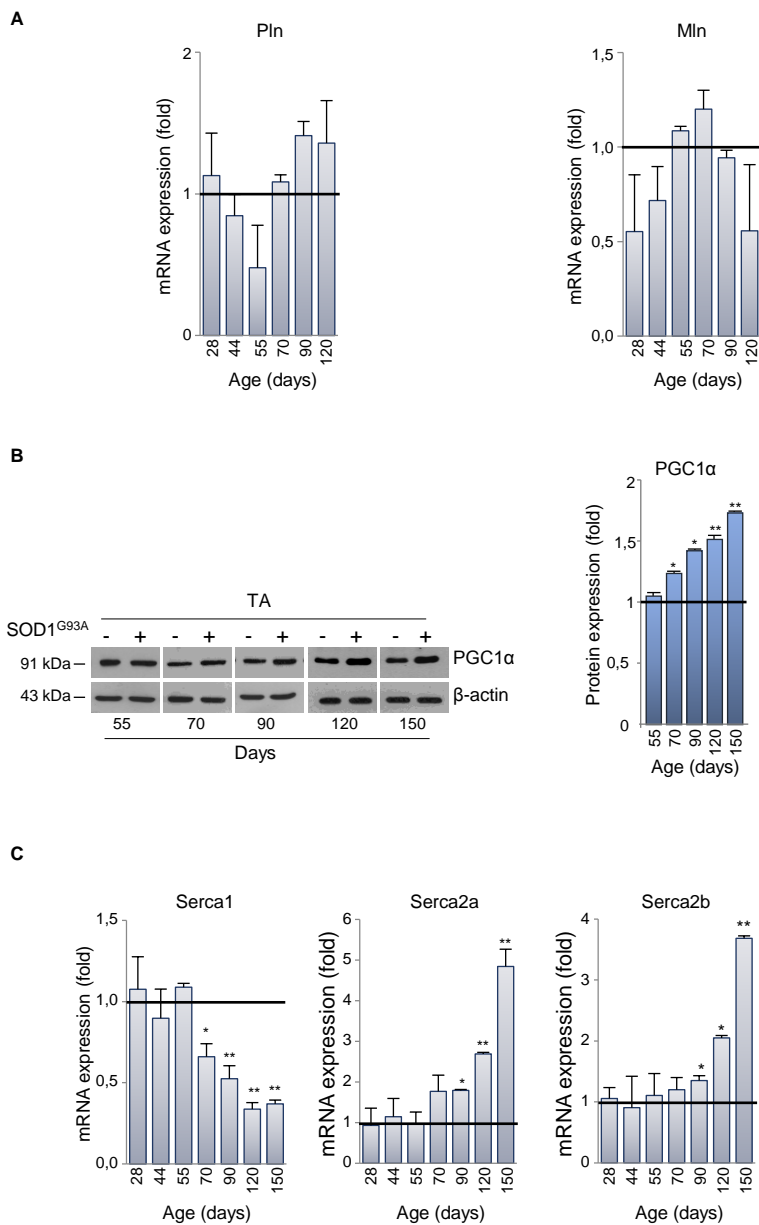 A
Pln
mRNA expression (fold)
2
1
0
28 44 55 70 90 120
Age (days)
Mln
mRNA expression (fold)
1,5
1,0
0,5
0,0
28 44 55 70 90 120
Age (days)
B
TA
SOD1G93A - + - + - + - + - +
91 kDa PGC1α
43 kDa β-actin
55 70 90 120 150
Days
PGC1α
Protein expression (fold)
2
1,5
1
0,5
0
* * ** **
55 70 90 120 150
Age (days)
C
Serca1
mRNA expression (fold)
1,5
1,0
0,5
0,0
* ** ** **
28 44 55 70 90 120 150
Age (days)
Serca2a
mRNA expression (fold)
6
5
4
3
2
1
0
* ** **
28 44 55 70 90 120 150
Age (days)
Serca2b
mRNA expression (fold)
4
3
2
1
0
* * **
28 44 55 70 90 120 150
Age (days)